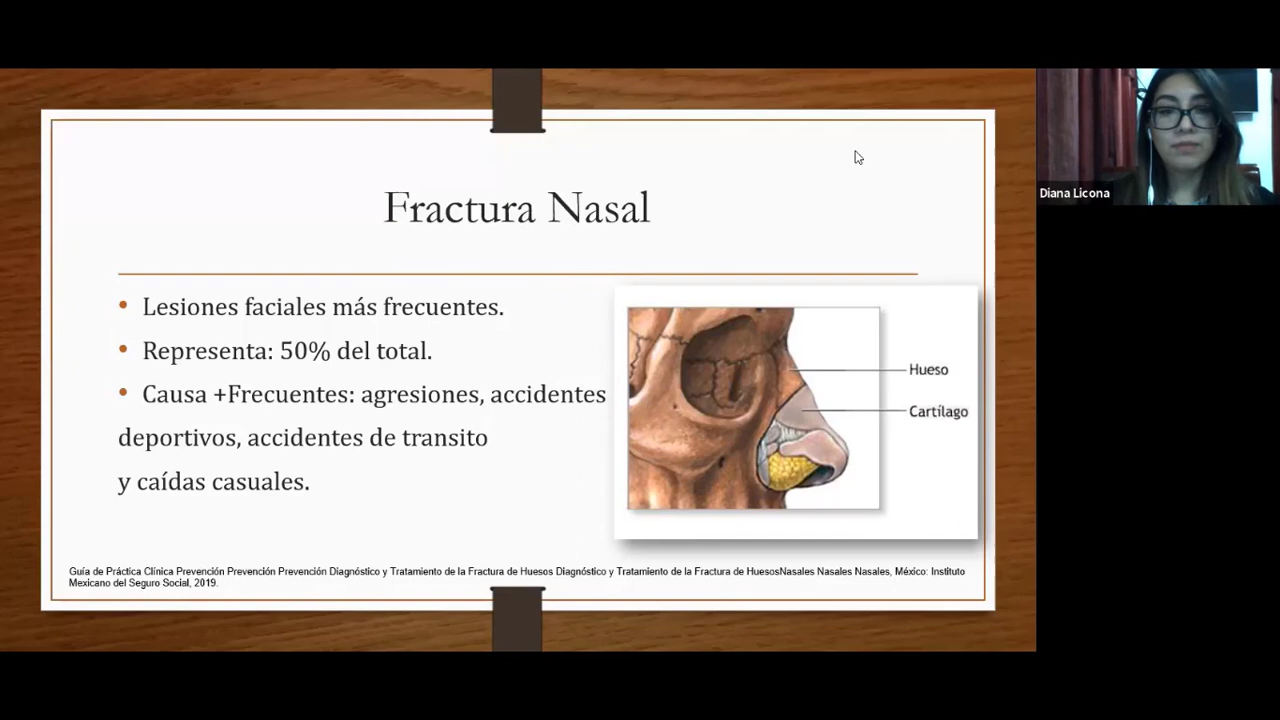 Fractura Nasal
• Lesiones faciales más frecuentes.
• Representa: 50% del total.
• Causa +Frecuentes: agresiones, accidentes
deportivos, accidentes de transito
y caídas casuales.
Hueso
Cartílago
Guía de Práctica Clínica Prevención Prevención Prevención Diagnóstico y Tratamiento de la Fractura de Huesos Diagnóstico y Tratamiento de la Fractura de HuesosNasales Nasales Nasales, México: Instituto
Mexicano del Seguro Social, 2019.
Diana Licona